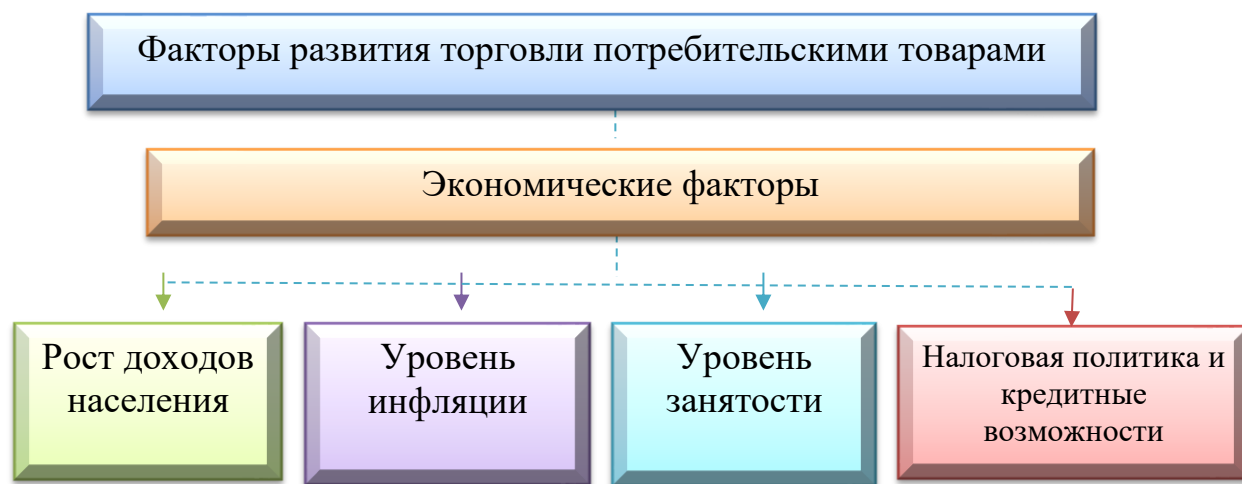 Факторы развития торговли потребительскими товарами
Экономические факторы
Рост доходов
населения
Уровень
инфляции
Уровень
занятости
Налоговая политика и
кредитные
возможности